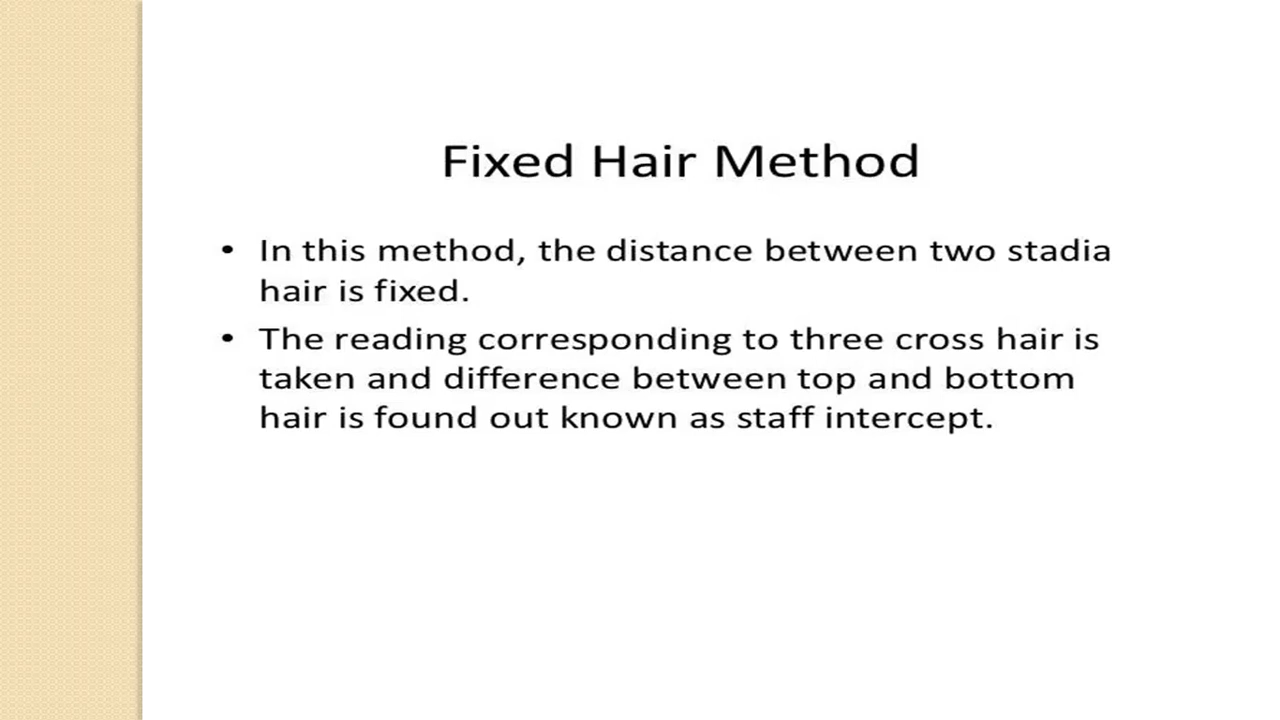 Fixed Hair Method
• In this method, the distance between two stadia
hair is fixed.
• The reading corresponding to three cross hair is
taken and difference between top and bottom
hair is found out known as staff intercept.